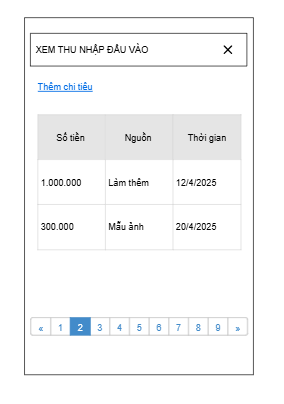 XEM THU NHẬP ĐẦU VÀO ✕
Thêm chi tiêu
Số tiền Nguồn Thời gian
1.000.000 Làm thêm 12/4/2025
300.000 Mẫu ảnh 20/4/2025
« 1 2 3 4 5 6 7 8 9 »